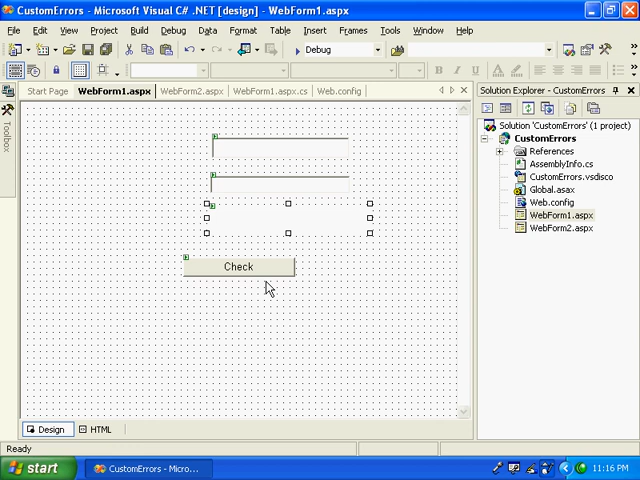 CustomErrors - Microsoft Visual C# .NET [design] - WebForm1.aspx
File Edit View Project Build Debug Data Format Table Insert Frames Tools Window Help
Debug
Start Page WebForm1.aspx WebForm2.aspx WebForm1.aspx.cs Web.config
Solution Explorer - CustomErrors
Toolbox
Solution 'CustomErrors' (1 project)
CustomErrors
References
AssemblyInfo.cs
CustomErrors.vsdisco
Global.asax
Web.config
WebForm1.aspx
WebForm2.aspx
Check
Design HTML
Ready
start CustomErrors - Micro... 11:16 PM